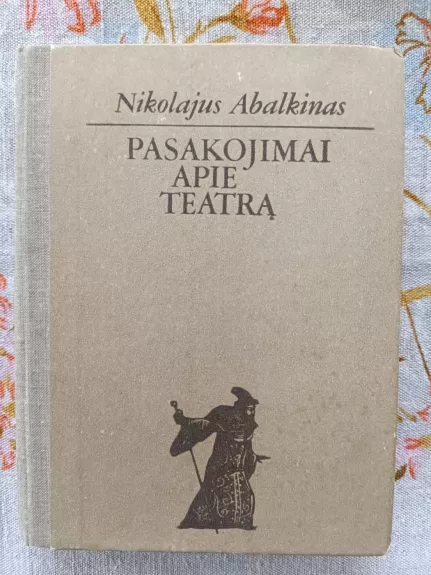 Nikolajus Abalkinas
PASAKOJIMAI
APIE
TEATRĄ